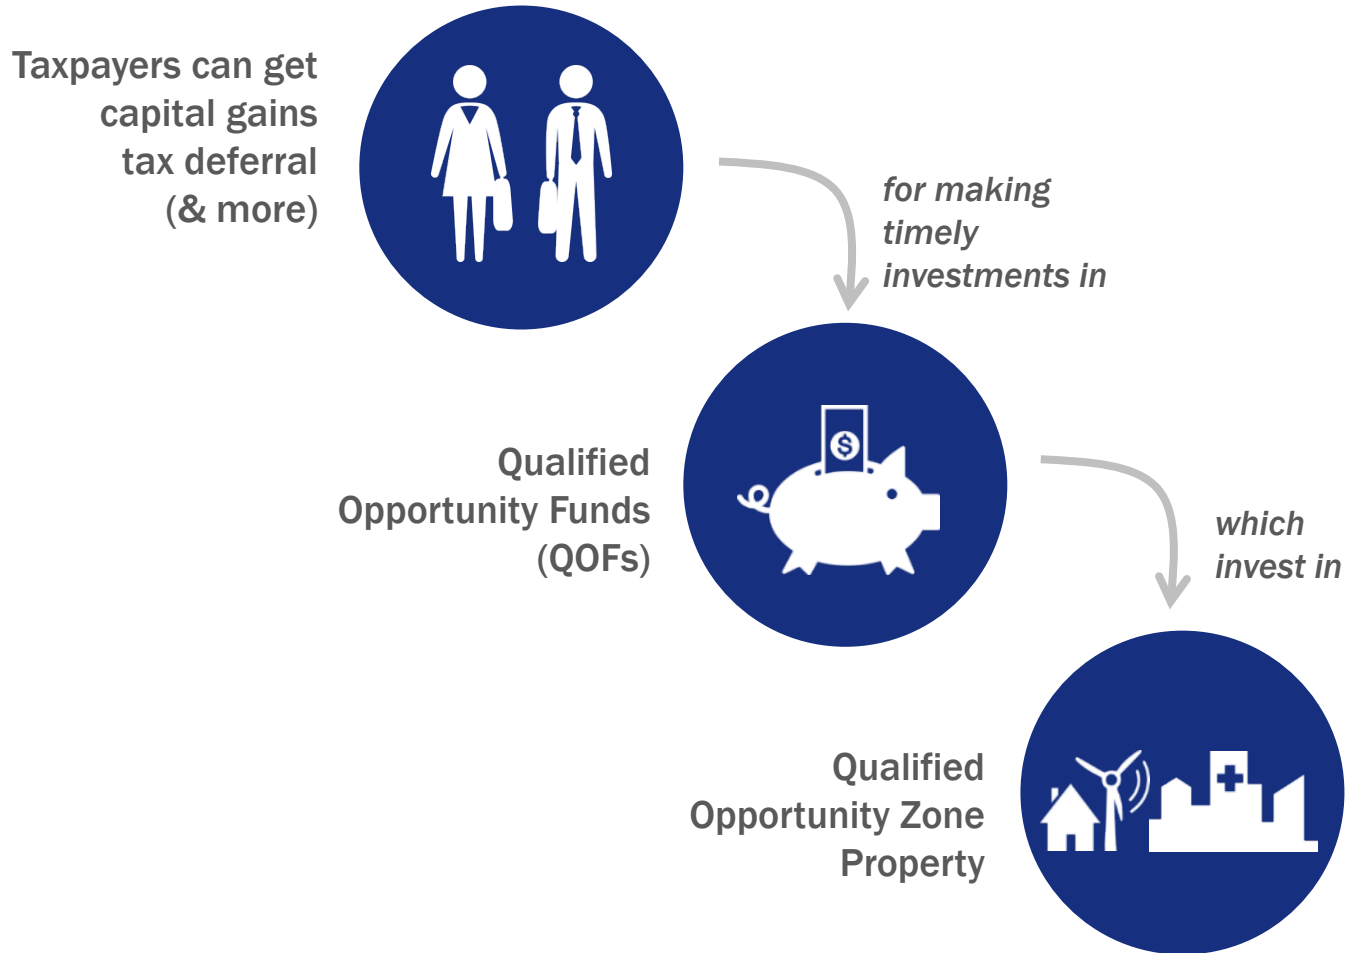 Taxpayers can get
capital gains
tax deferral
(& more)
for making
timely
investments in
$
Qualified
Opportunity Funds
(QOFs)
which
invest in
Qualified
Opportunity Zone
Property